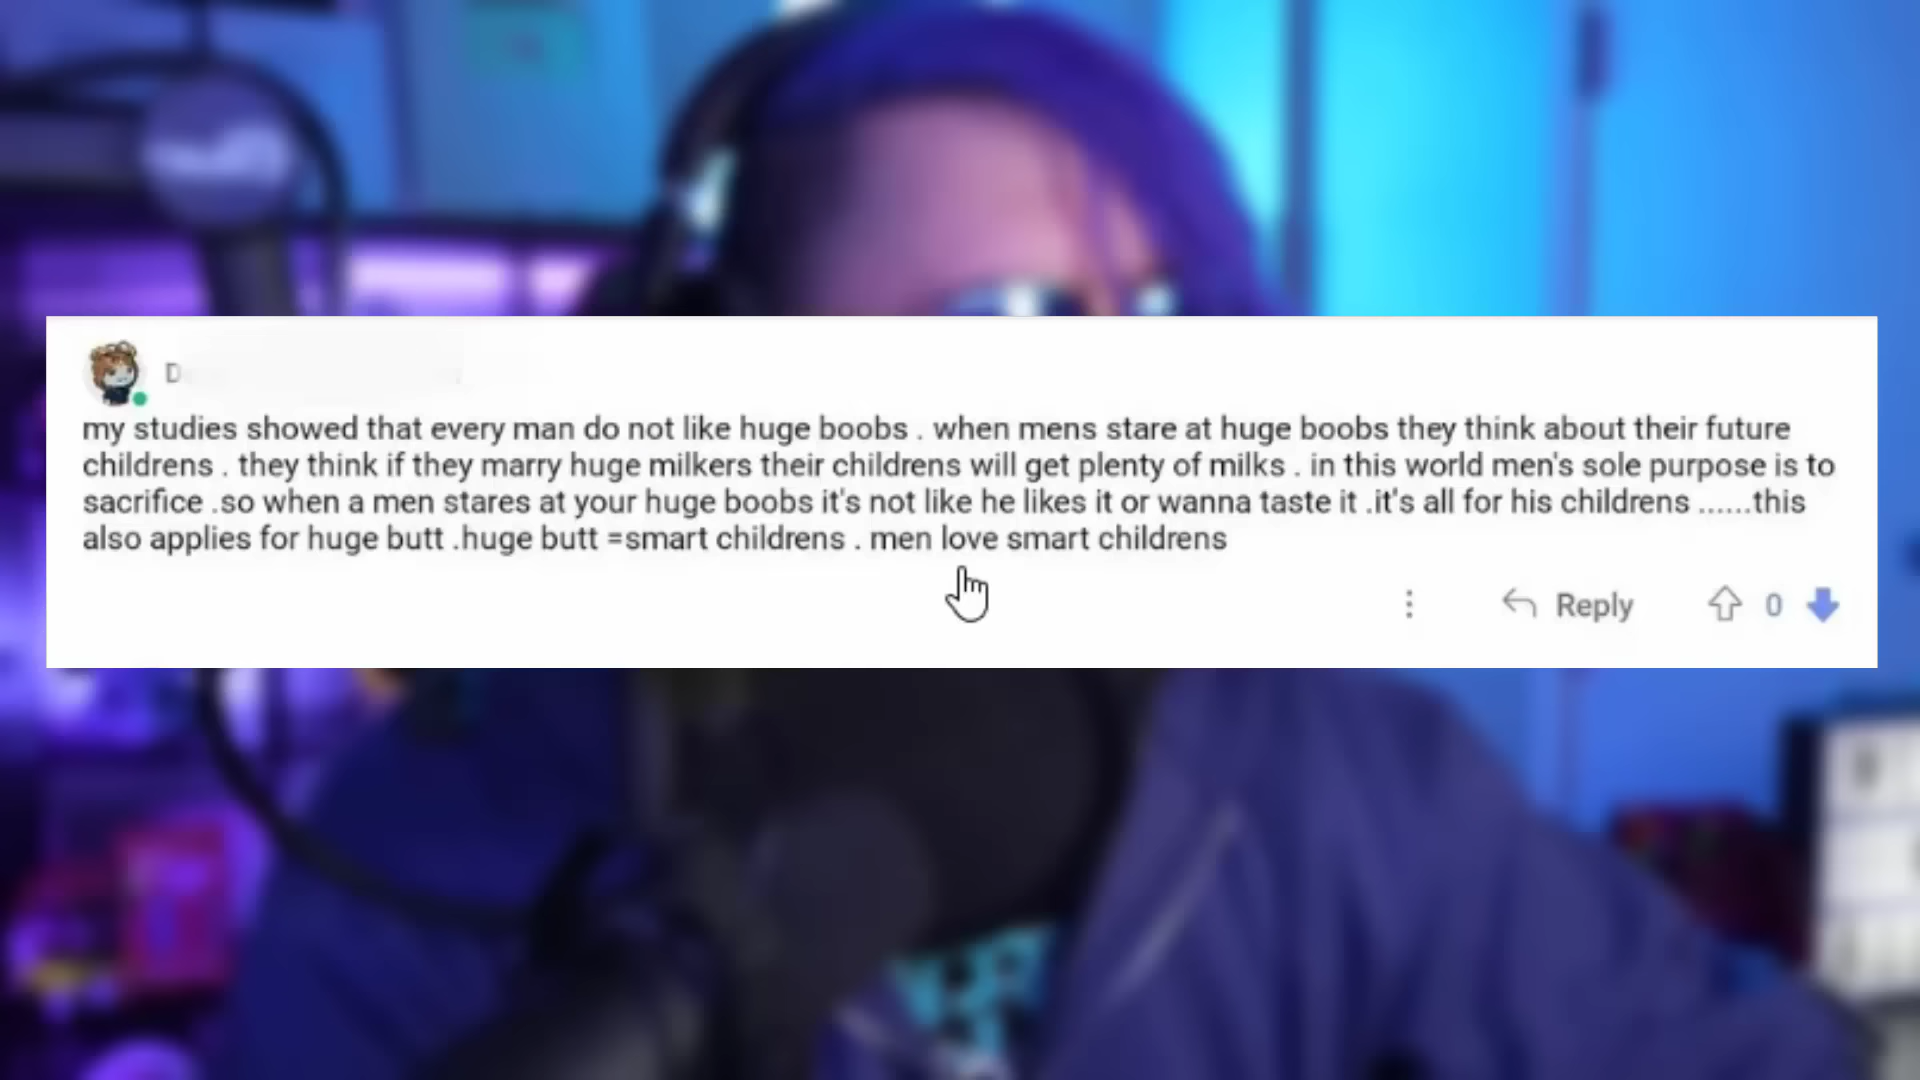 D
my studies showed that every man do not like huge boobs . when mens stare at huge boobs they think about their future
childrens . they think if they marry huge milkers their childrens will get plenty of milks . in this world men's sole purpose is to
sacrifice .so when a men stares at your huge boobs it's not like he likes it or wanna taste it .it's all for his childrens ......this
also applies for huge butt .huge butt =smart childrens . men love smart childrens
Reply 0